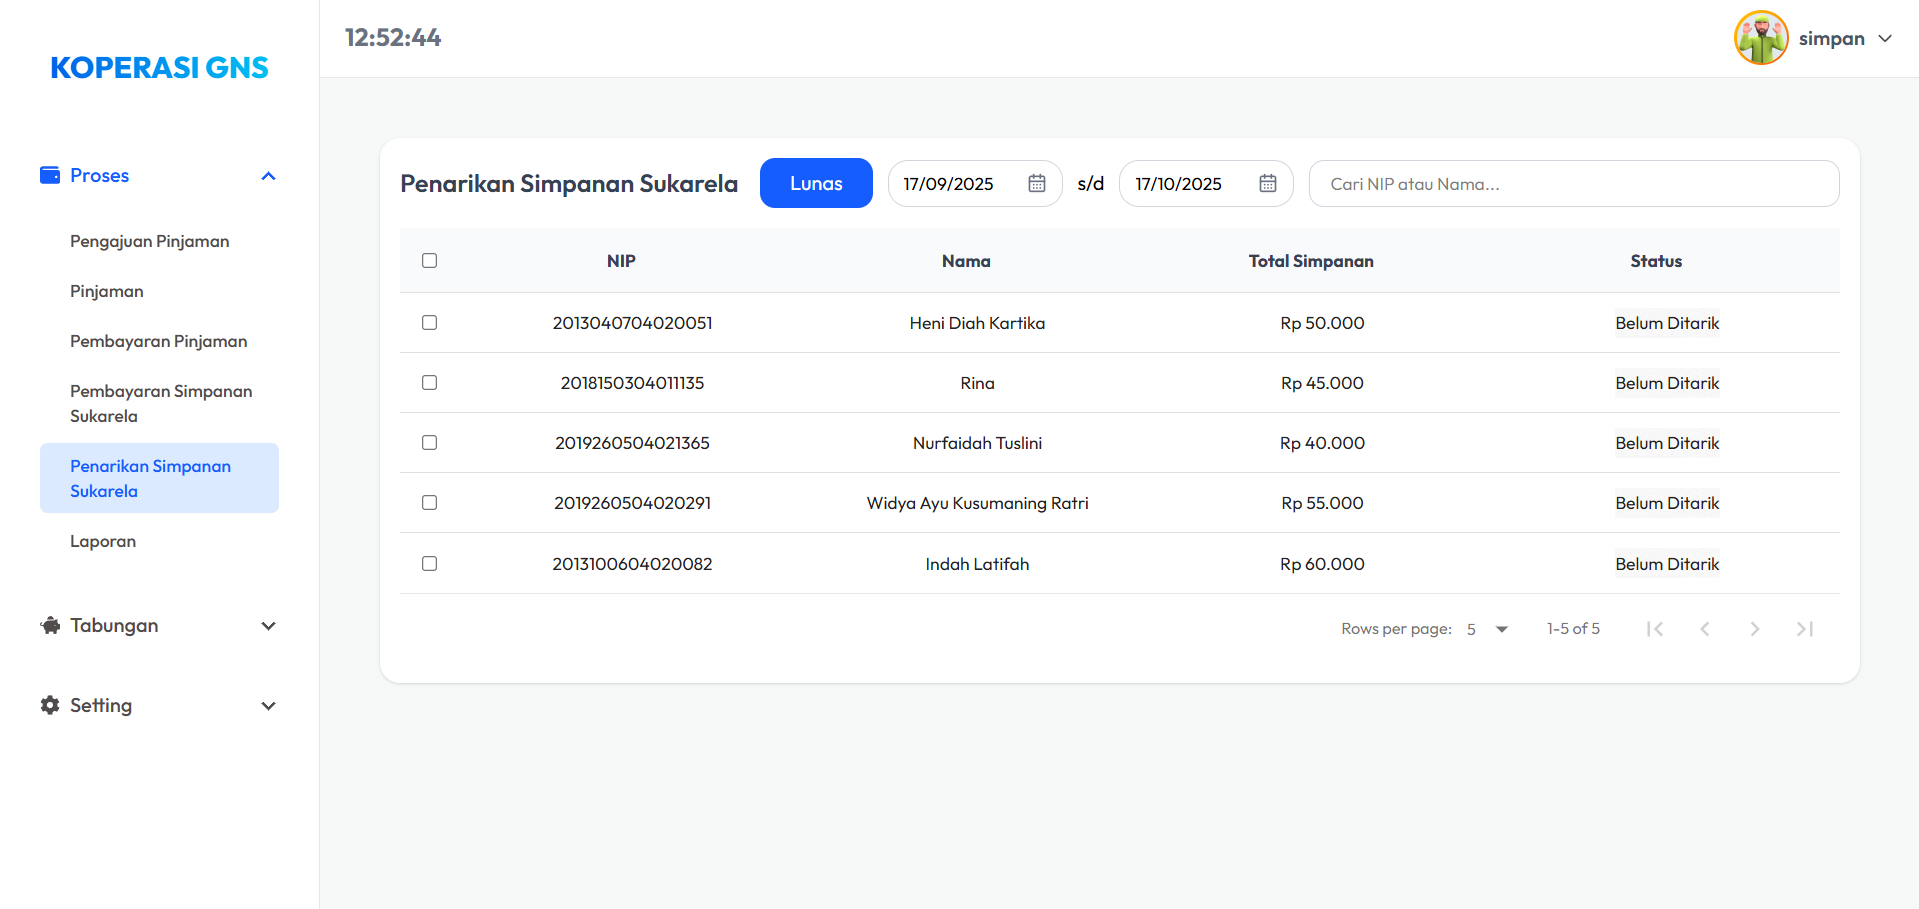 KOPERASI GNS
12:52:44
simpan
Proses
Pengajuan Pinjaman
Pinjaman
Pembayaran Pinjaman
Pembayaran Simpanan
Sukarela
Penarikan Simpanan
Sukarela
Laporan
Tabungan
Setting
Penarikan Simpanan Sukarela Lunas 17/09/2025 s/d 17/10/2025 Cari NIP atau Nama...
NIP Nama Total Simpanan Status
2013040704020051 Heni Diah Kartika Rp 50.000 Belum Ditarik
2018150304011135 Rina Rp 45.000 Belum Ditarik
2019260504021365 Nurfaidah Tuslini Rp 40.000 Belum Ditarik
2019260504020291 Widya Ayu Kusumaning Ratri Rp 55.000 Belum Ditarik
2013100604020082 Indah Latifah Rp 60.000 Belum Ditarik
Rows per page: 5 1-5 of 5